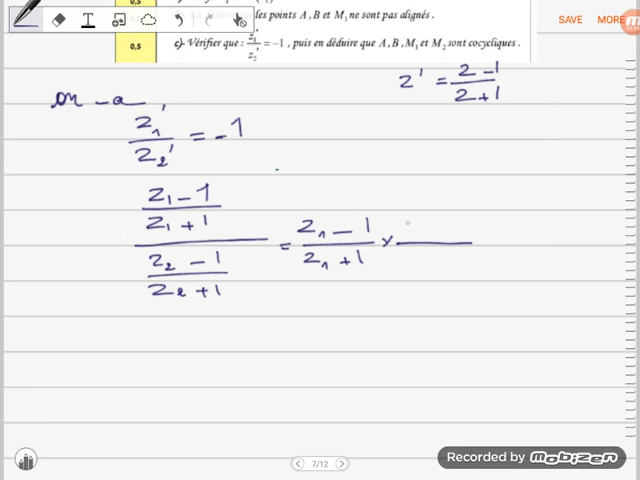 SAVE MORE
0,5 les points A, B et M₁ ne sont pas alignés .
0,5 c) Vérifier que : z₁'/z₂' = −1 , puis en déduire que A, B, M₁ et M₂ sont cocycliques .
z' = (z − 1)/(z + 1)
on a
z₁'/z₂' = −1
((z₁ − 1)/(z₁ + 1))/((z₂ − 1)/(z₂ + 1)) = (z₁ − 1)/(z₁ + 1) ×
7/12
Recorded by mobizen